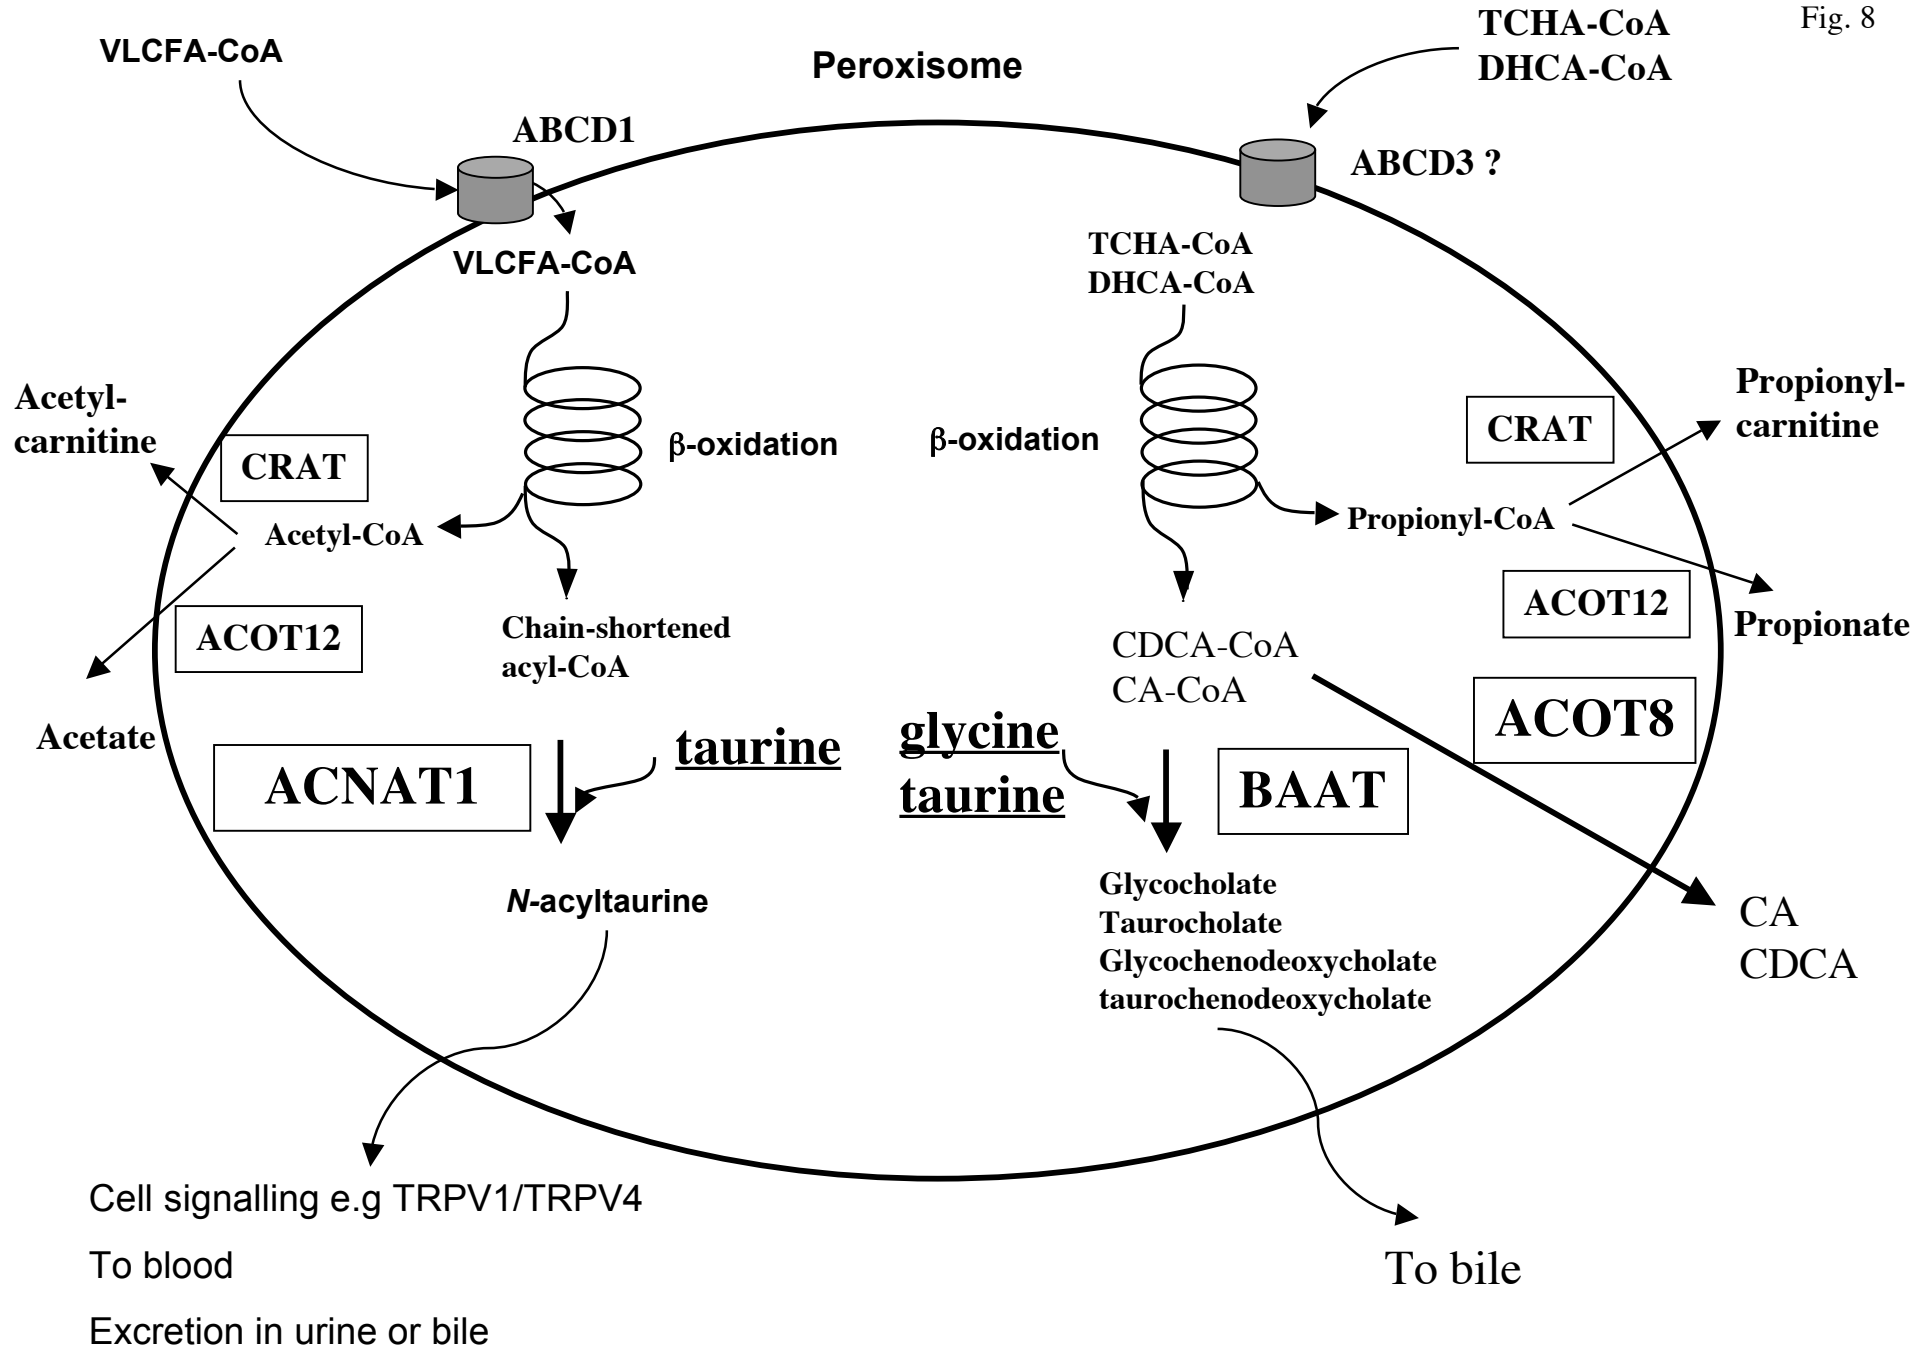 Fig. 8
TCHA-CoA
DHCA-CoA
VLCFA-CoA
Peroxisome
ABCD1
ABCD3 ?
VLCFA-CoA
TCHA-CoA
DHCA-CoA
Acetyl-
carnitine
CRAT
β-oxidation
β-oxidation
CRAT
Propionyl-
carnitine
Acetyl-CoA
Propionyl-CoA
ACOT12
Chain-shortened
acyl-CoA
CDCA-CoA
CA-CoA
ACOT12
Propionate
Acetate
ACNAT1
taurine
glycine
taurine
BAAT
ACOT8
N-acyltaurine
Glycocholate
Taurocholate
Glycochenodeoxycholate
taurochenodeoxycholate
CA
CDCA
Cell signalling e.g TRPV1/TRPV4
To blood
Excretion in urine or bile
To bile